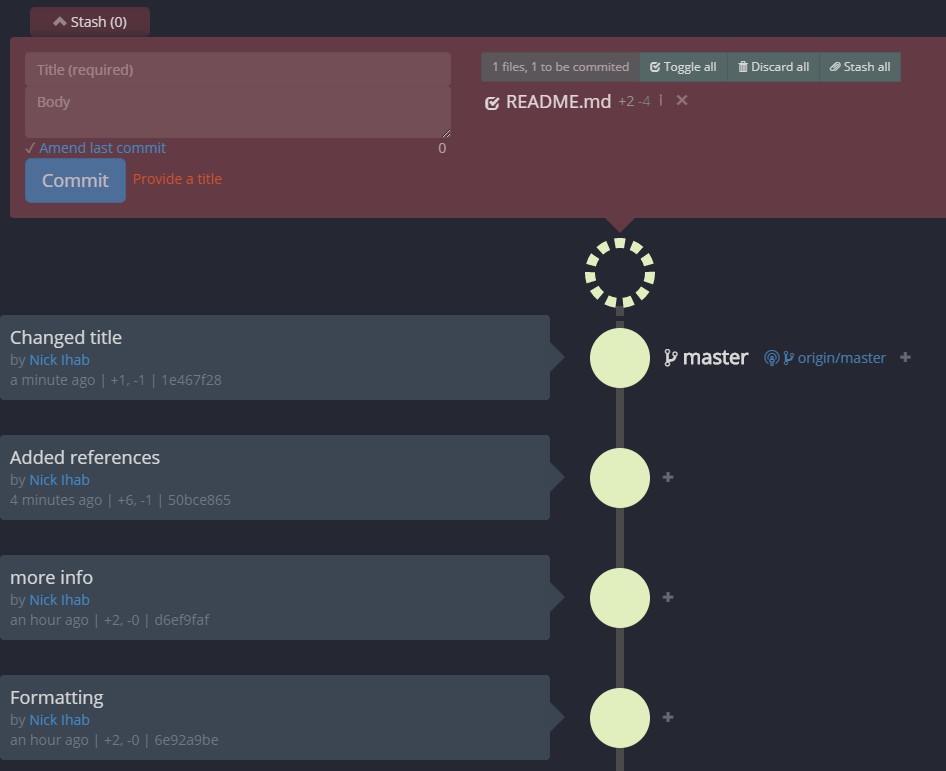 Stash (0)
Title (required)
Body
Amend last commit
0
Commit
Provide a title
1 files, 1 to be commited
Toggle all
Discard all
Stash all
README.md +2 -4
Changed title
by Nick Ihab
a minute ago | +1, -1 | 1e467f28
master origin/master
Added references
by Nick Ihab
4 minutes ago | +6, -1 | 50bce865
more info
by Nick Ihab
an hour ago | +2, -0 | d6ef9faf
Formatting
by Nick Ihab
an hour ago | +2, -0 | 6e92a9be